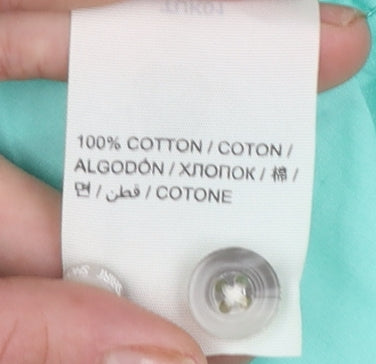 100% COTTON / COTON /
ALGODÓN / ХЛОПОК / 棉 /
면 / قطن / COTONE